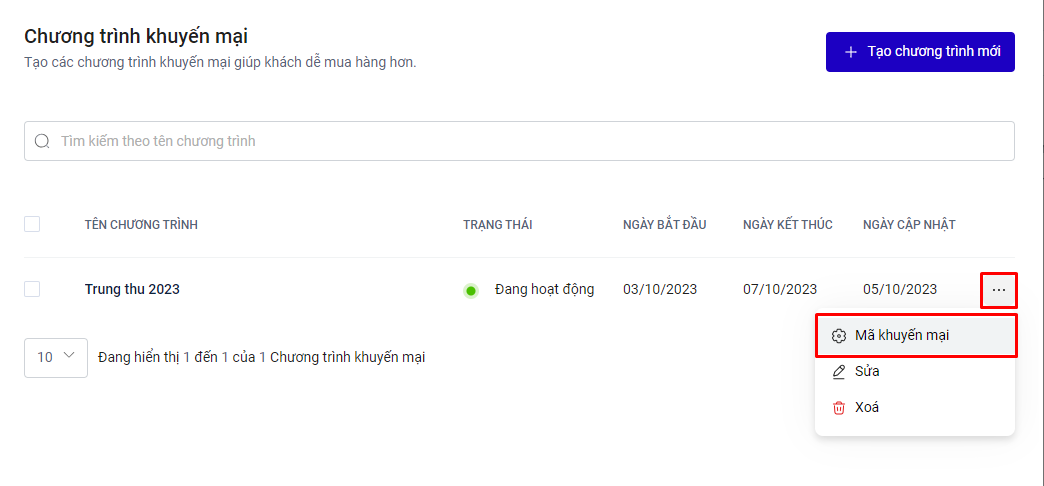 Chương trình khuyến mại
Tạo các chương trình khuyến mại giúp khách dễ mua hàng hơn.
Tạo chương trình mới
Tìm kiếm theo tên chương trình
TÊN CHƯƠNG TRÌNH TRẠNG THÁI NGÀY BẮT ĐẦU NGÀY KẾT THÚC NGÀY CẬP NHẬT
Trung thu 2023 Đang hoạt động 03/10/2023 07/10/2023 05/10/2023 ...
Mã khuyến mại
10 Đang hiển thị 1 đến 1 của 1 Chương trình khuyến mại
Sửa
Xoá